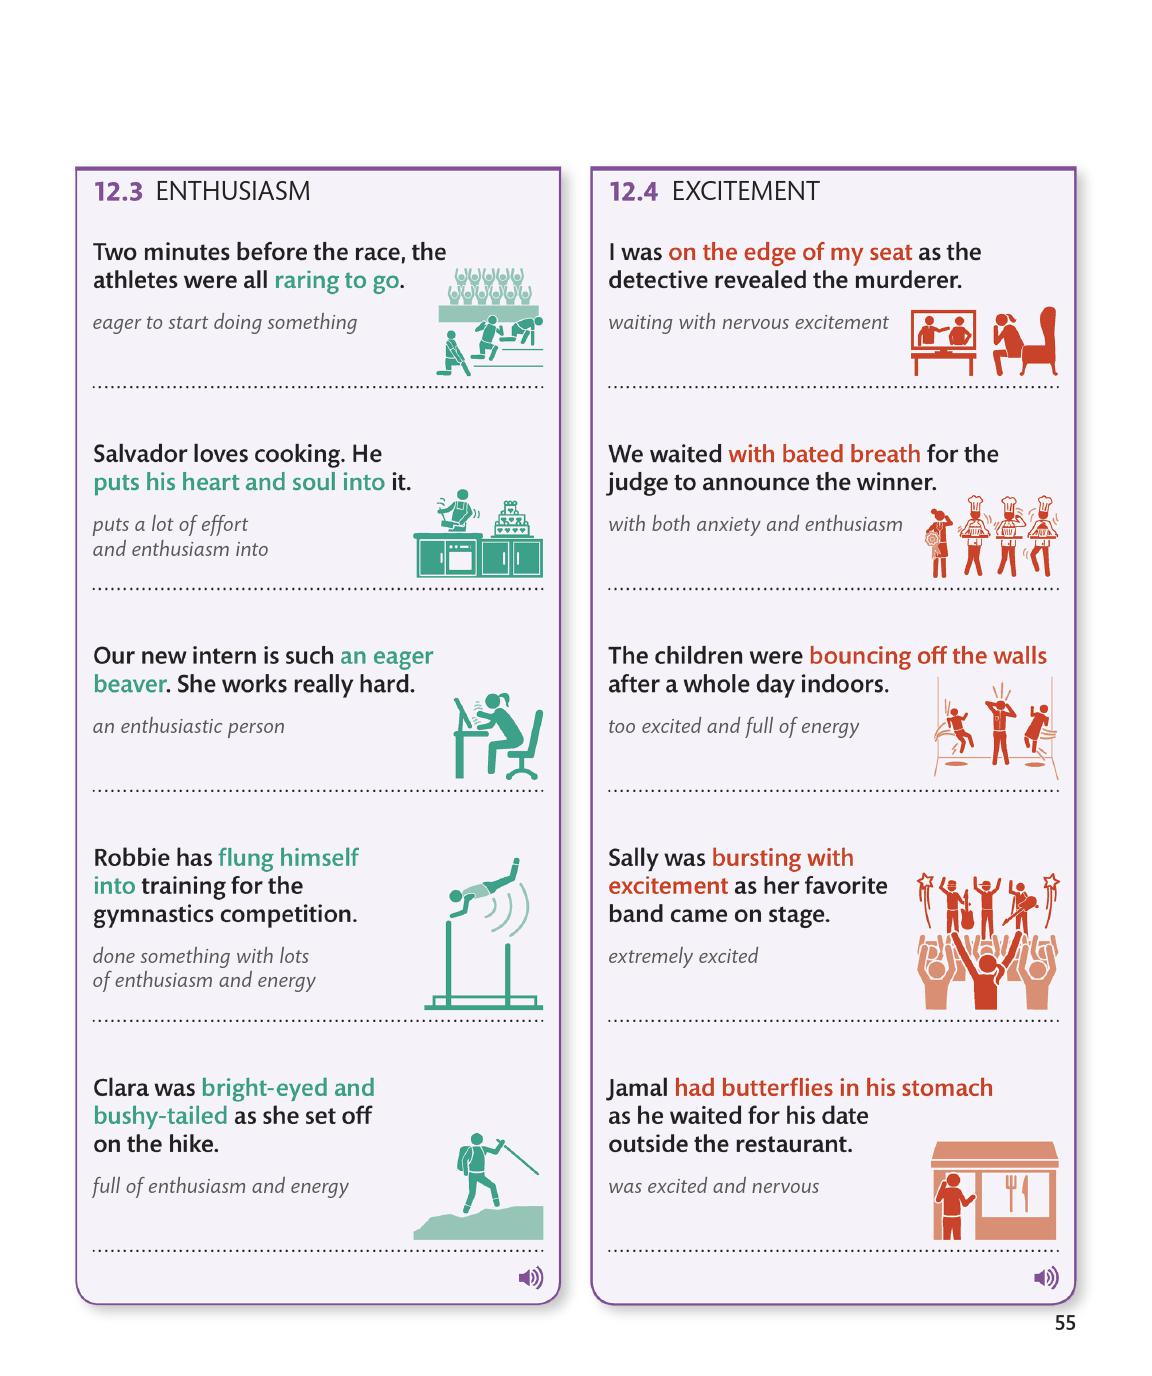 12.3 ENTHUSIASM
Two minutes before the race, the
athletes were all raring to go.
eager to start doing something
Salvador loves cooking. He
puts his heart and soul into it.
puts a lot of effort
and enthusiasm into
Our new intern is such an eager
beaver. She works really hard.
an enthusiastic person
Robbie has flung himself
into training for the
gymnastics competition.
done something with lots
of enthusiasm and energy
Clara was bright-eyed and
bushy-tailed as she set off
on the hike.
full of enthusiasm and energy
12.4 EXCITEMENT
I was on the edge of my seat as the
detective revealed the murderer.
waiting with nervous excitement
We waited with bated breath for the
judge to announce the winner.
with both anxiety and enthusiasm
The children were bouncing off the walls
after a whole day indoors.
too excited and full of energy
Sally was bursting with
excitement as her favorite
band came on stage.
extremely excited
Jamal had butterflies in his stomach
as he waited for his date
outside the restaurant.
was excited and nervous
55